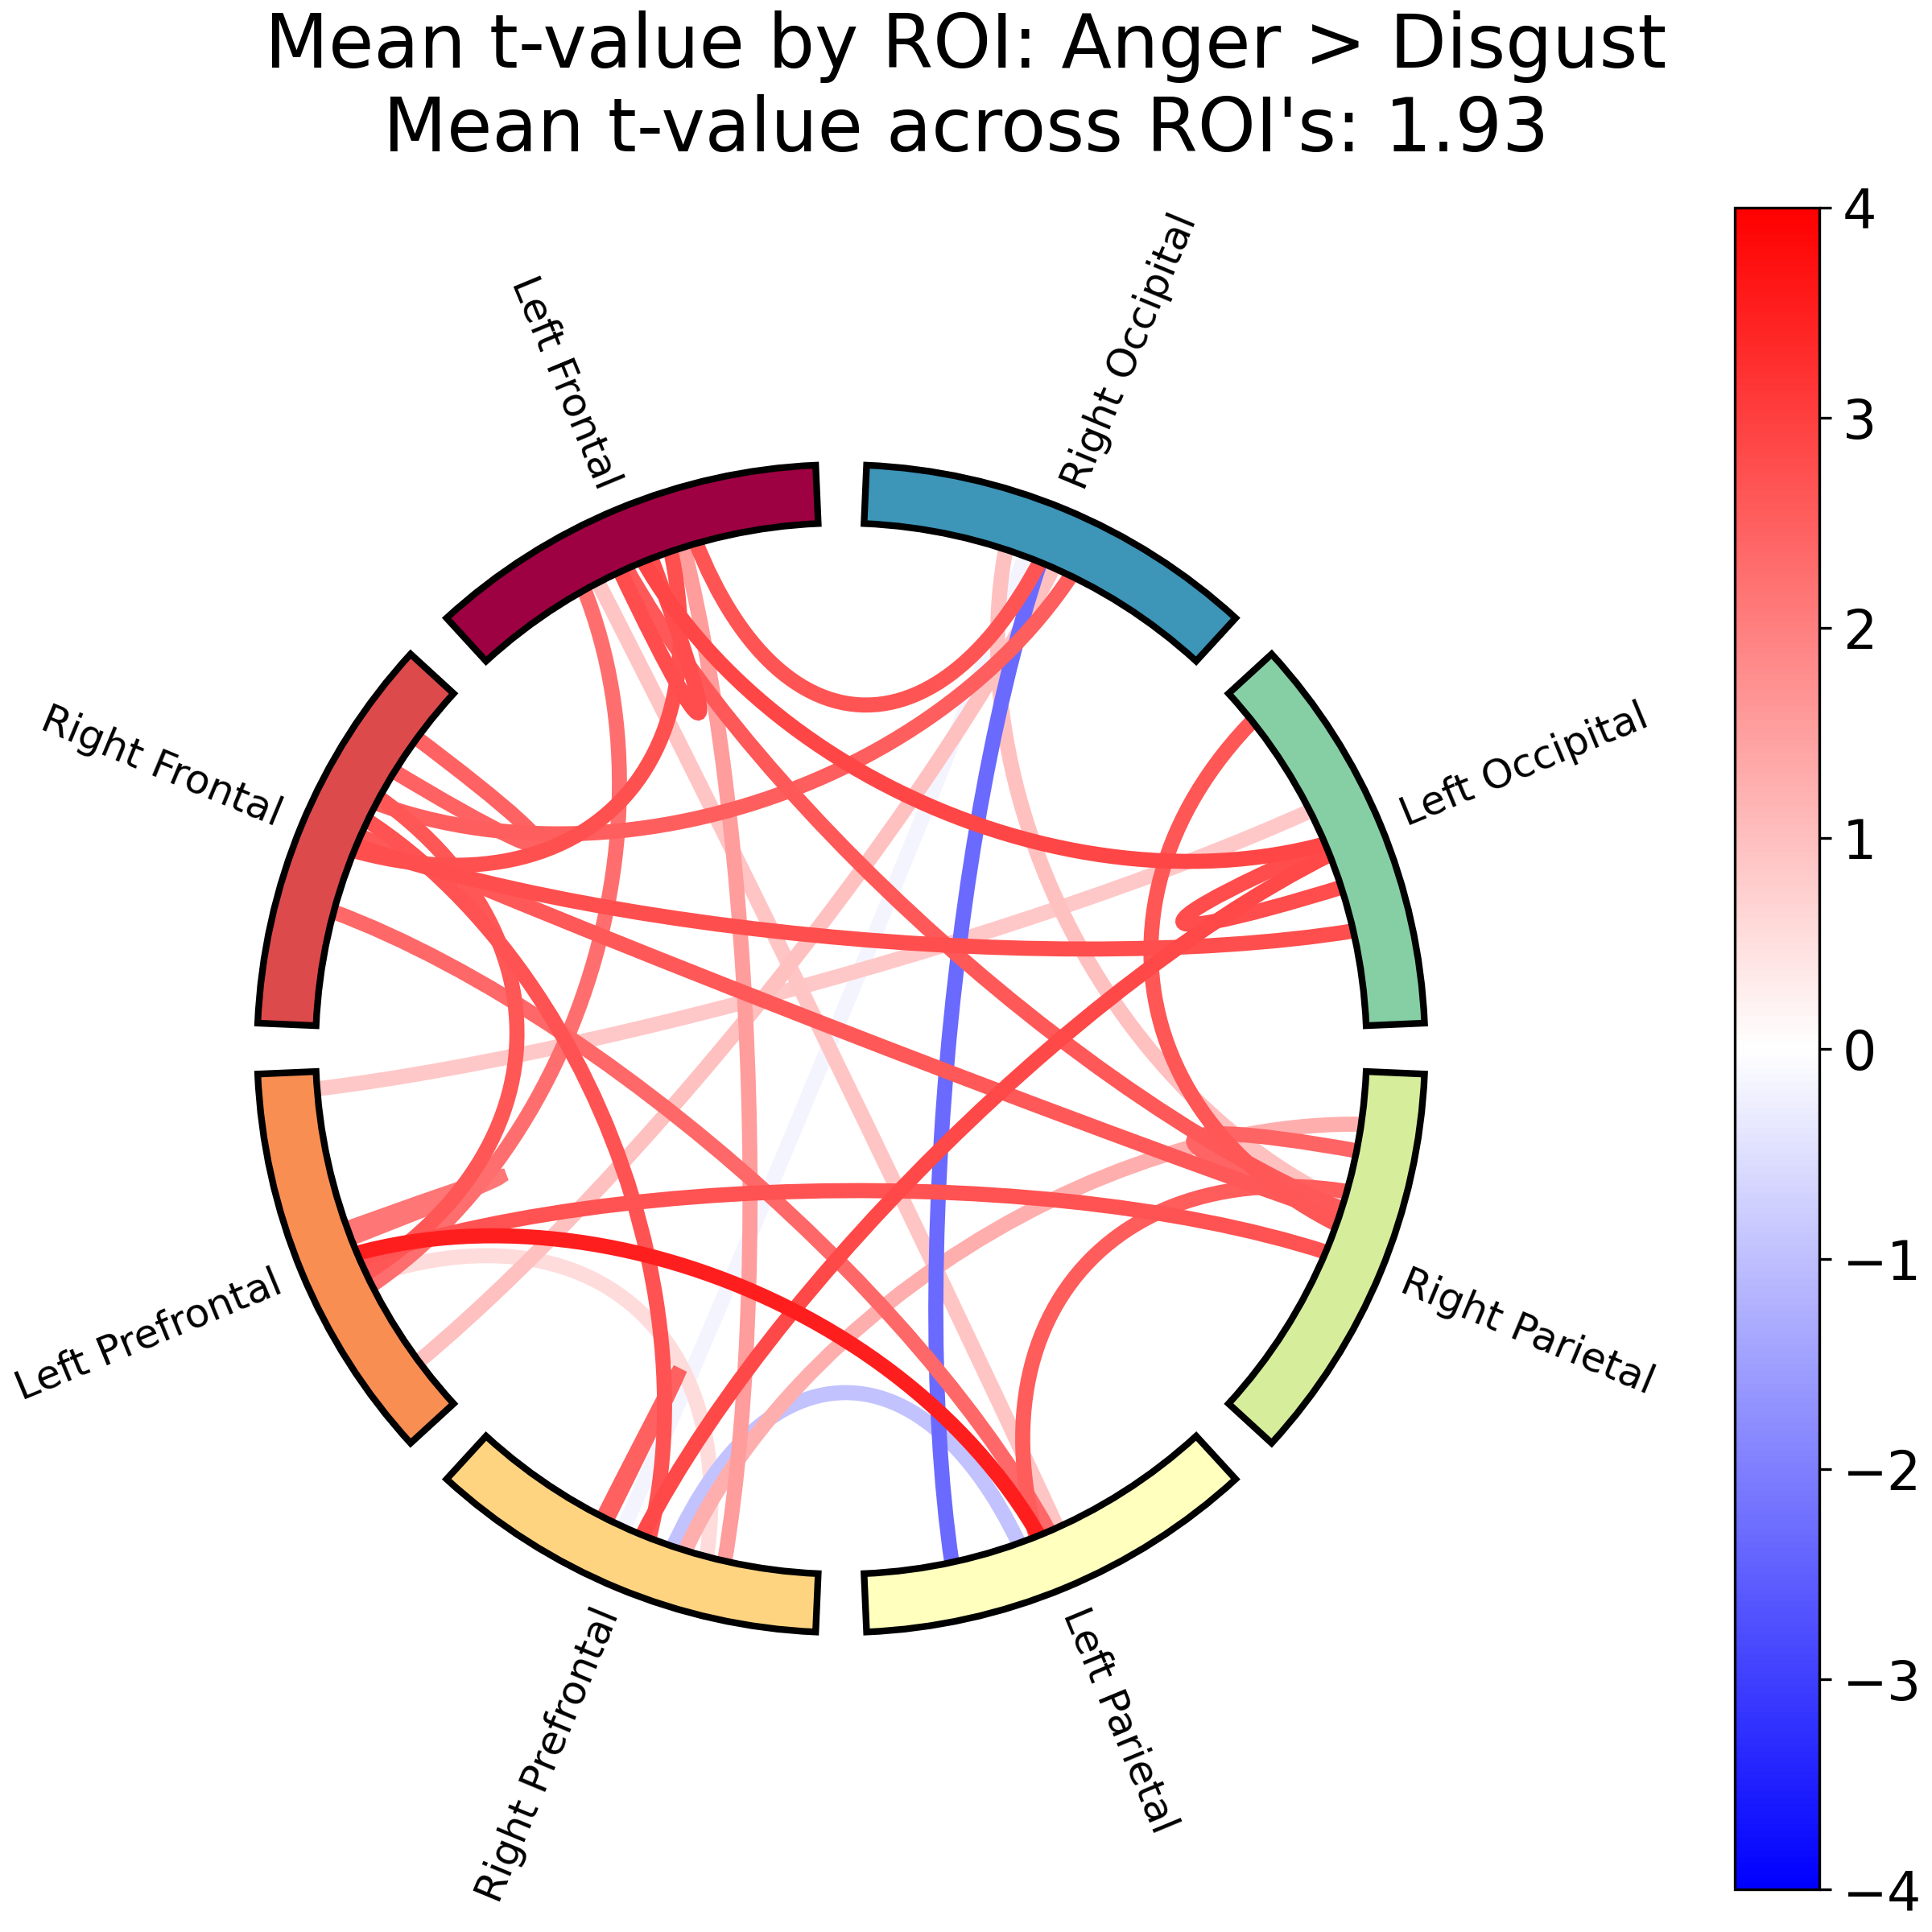 Mean t-value by ROI: Anger > Disgust
Mean t-value across ROI's: 1.93
Left Frontal
Right Occipital
Right Frontal
Left Occipital
Left Prefrontal
Right Parietal
Right Prefrontal
Left Parietal
4
3
2
1
0
−1
−2
−3
−4